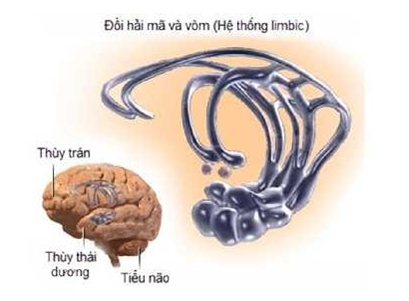 Đồi hải mã và vòm (Hệ thống limbic)
Thùy trán
Thùy thái
dương
Tiểu não